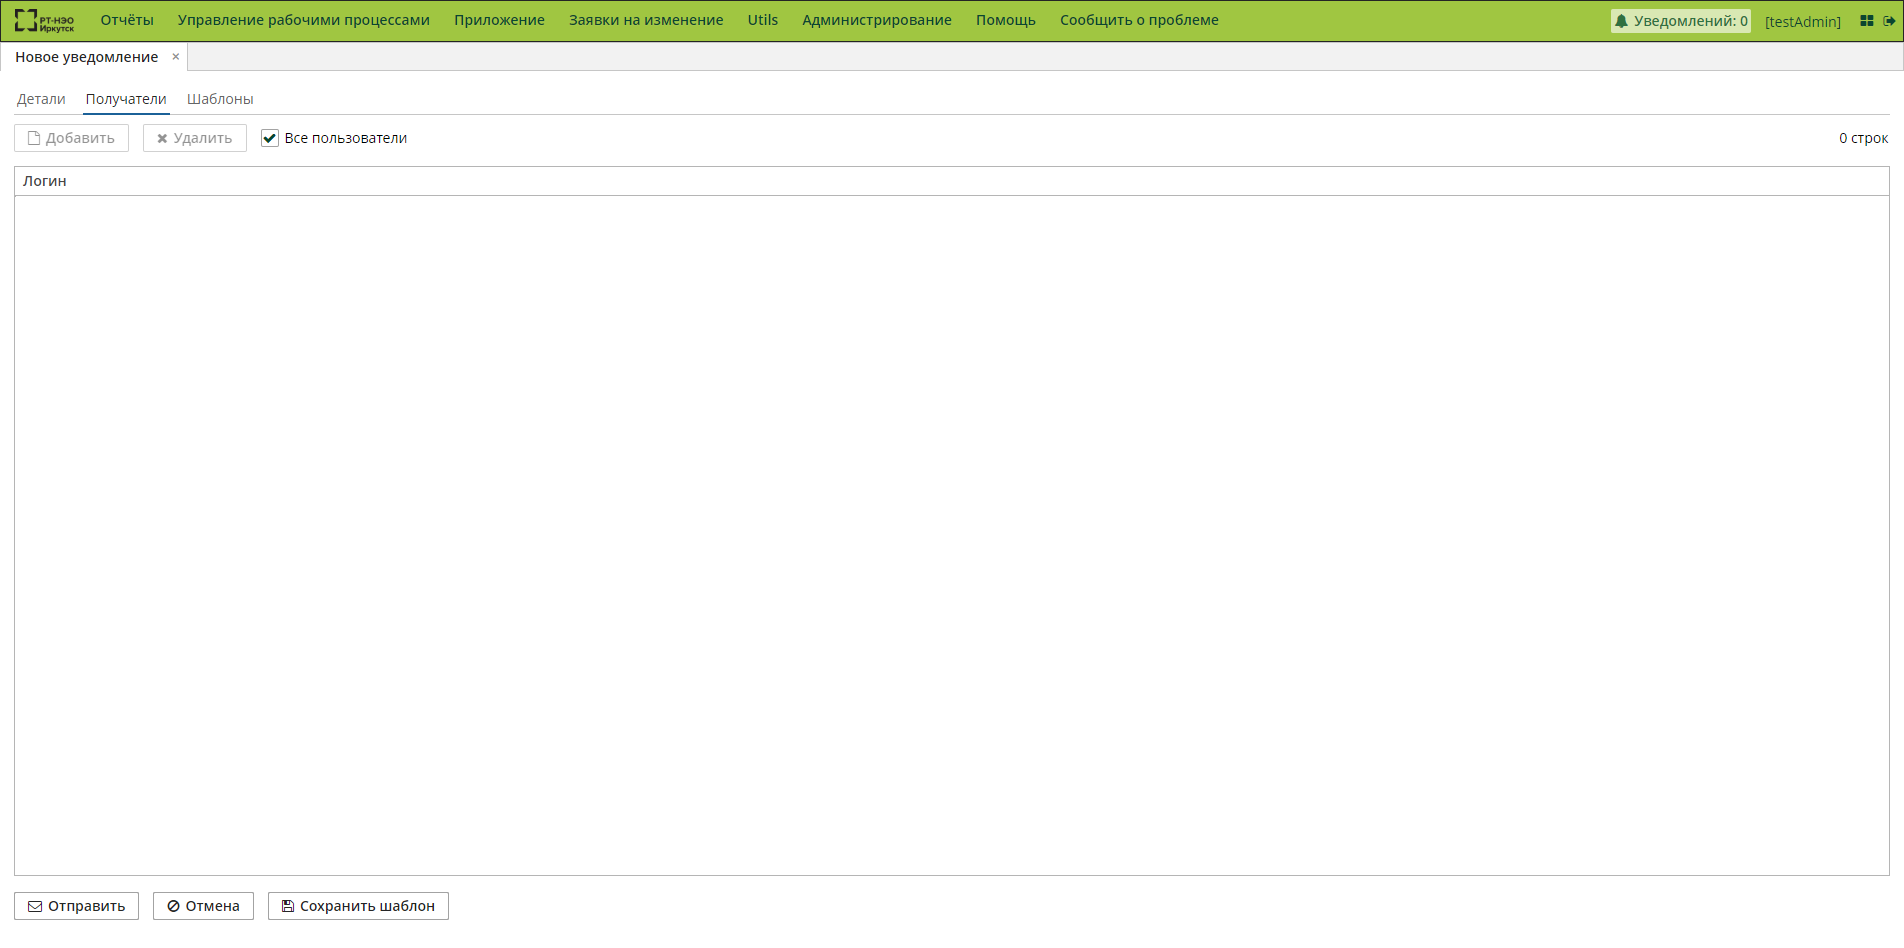 РТ-НЭО Иркутск Отчёты Управление рабочими процессами Приложение Заявки на изменение Utils Администрирование Помощь Сообщить о проблеме Уведомлений: 0 [testAdmin]
Новое уведомление ×
Детали Получатели Шаблоны
Добавить Удалить Все пользователи 0 строк
Логин
Отправить Отмена Сохранить шаблон